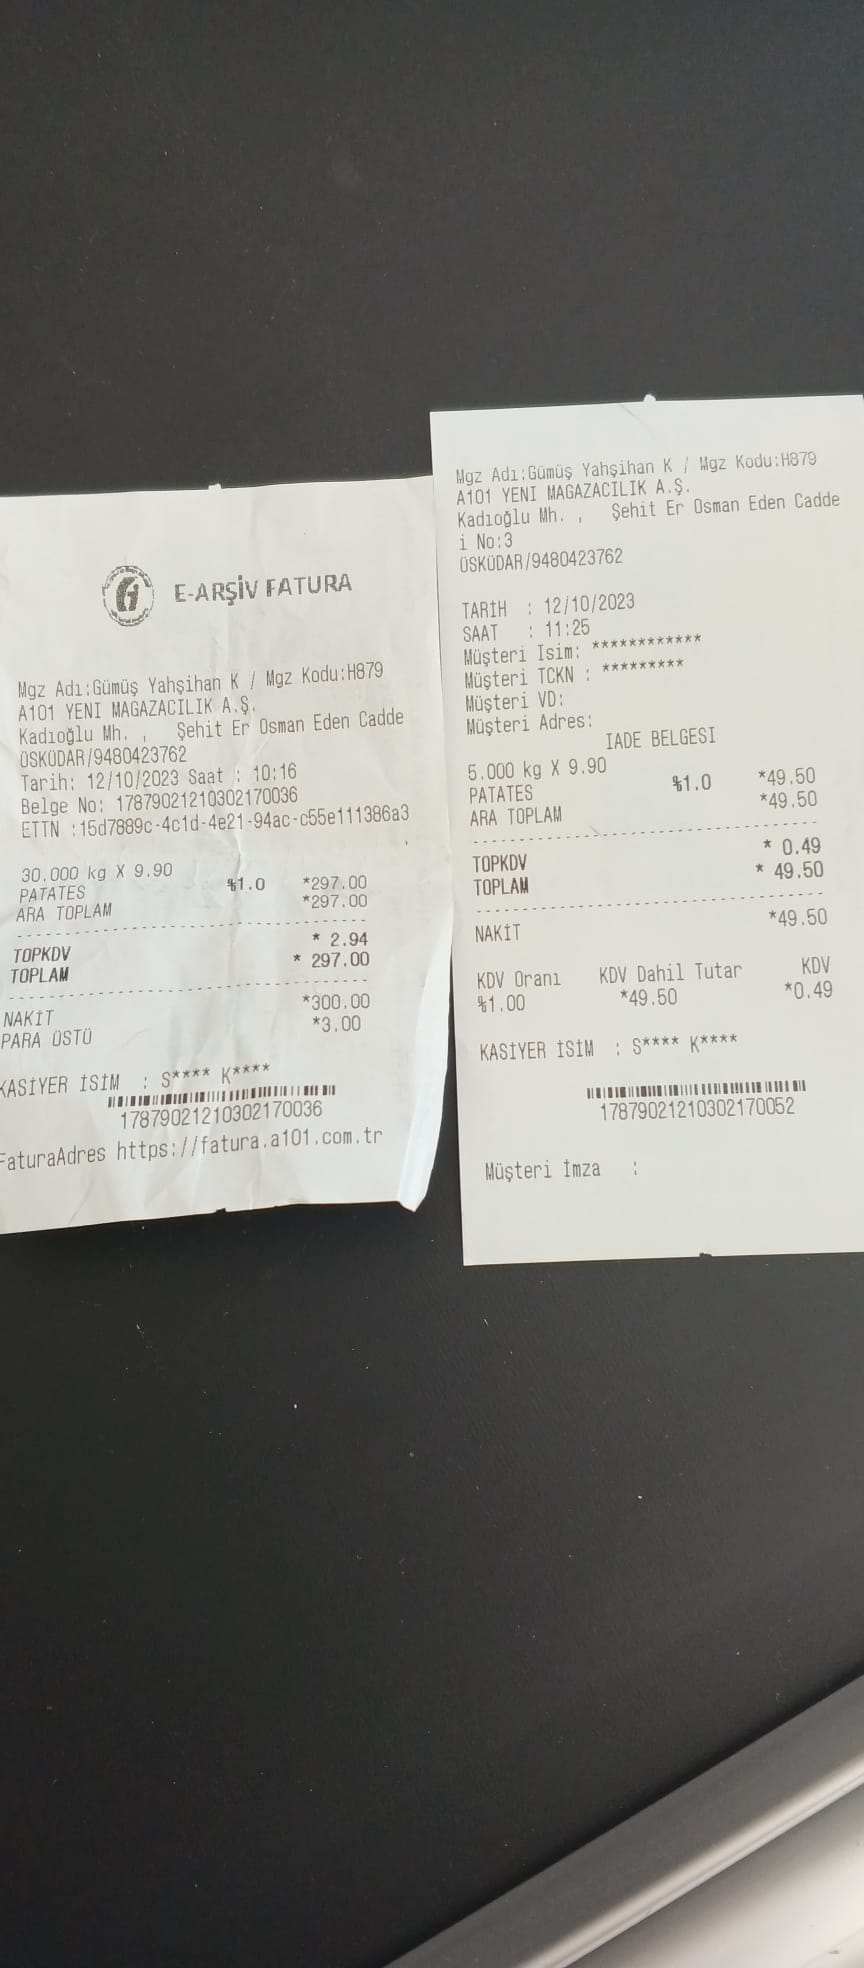 E-ARŞİV FATURA
Mgz Adı:Gümüş Yahşihan K / Mgz Kodu:H879
A101 YENI MAGAZACILIK A.Ş.
Kadıoğlu Mh. , Şehit Er Osman Eden Cadde
ÜSKÜDAR/9480423762
Tarih: 12/10/2023 Saat : 10:16
Belge No: 17879021210302170036
ETTN :15d7889c-4c1d-4e21-94ac-c55e111386a3
30.000 kg X 9.90
PATATES %1.0 *297.00
ARA TOPLAM *297.00
TOPKDV * 2.94
TOPLAM * 297.00
NAKİT *300.00
PARA ÜSTÜ *3.00
KASİYER İSİM : S**** K****
17879021210302170036
FaturaAdres https://fatura.a101.com.tr
Mgz Adı:Gümüş Yahşihan K / Mgz Kodu:H879
A101 YENI MAGAZACILIK A.Ş.
Kadıoğlu Mh. , Şehit Er Osman Eden Cadde
i No:3
ÜSKÜDAR/9480423762
TARİH : 12/10/2023
SAAT : 11:25
Müşteri Isim: ************
Müşteri TCKN : *********
Müşteri VD:
Müşteri Adres:
IADE BELGESI
5.000 kg X 9.90
PATATES %1.0 *49.50
ARA TOPLAM *49.50
TOPKDV * 0.49
TOPLAM * 49.50
NAKİT *49.50
KDV Oranı KDV Dahil Tutar KDV
%1.00 *49.50 *0.49
KASİYER İSİM : S**** K****
17879021210302170052
Müşteri İmza :